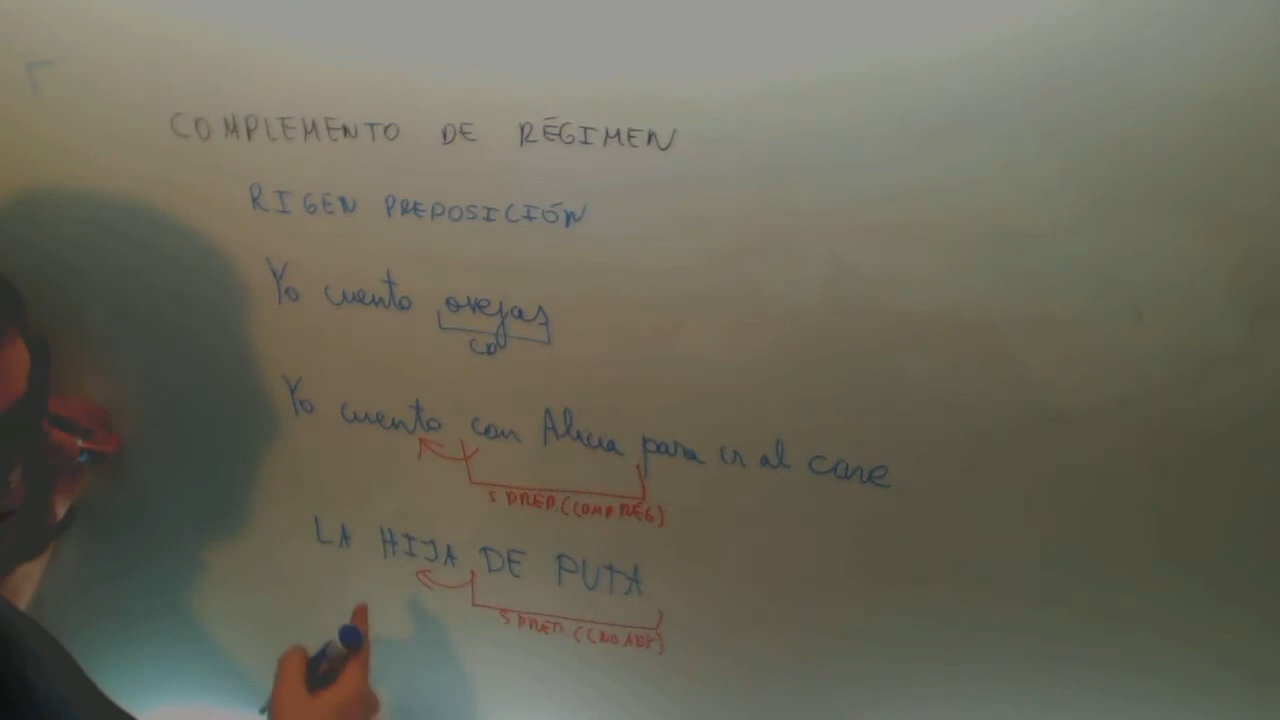 COMPLEMENTO DE RÉGIMEN
RIGEN PREPOSICIÓN
Yo cuento ovejas
CD
Yo cuento con Alicia para ir al cine
S PREP. (COMP REG)
LA HIJA DE PUTA
S PREP